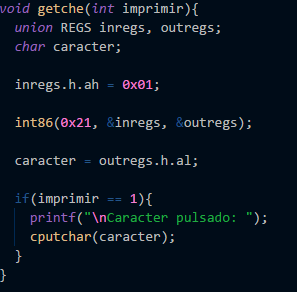 void getche(int imprimir){
union REGS inregs, outregs;
char caracter;
inregs.h.ah = 0x01;
int86(0x21, &inregs, &outregs);
caracter = outregs.h.al;
if(imprimir == 1){
printf("\nCaracter pulsado: ");
cputchar(caracter);
}
}